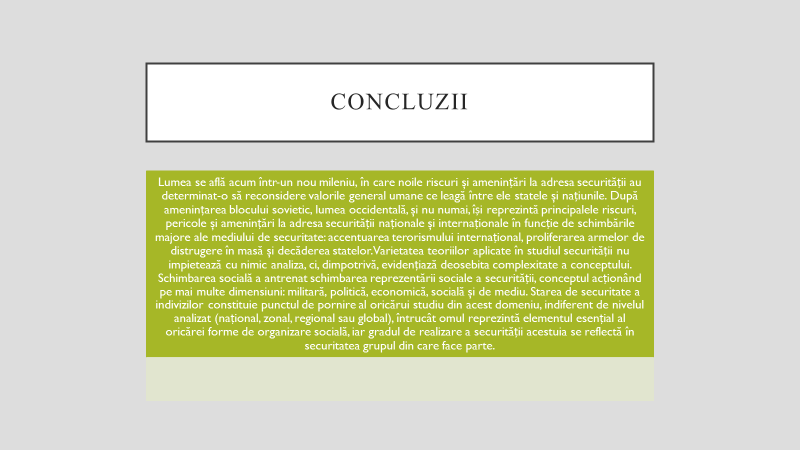 CONCLUZII
Lumea se află acum într-un nou mileniu, în care noile riscuri și amenințări la adresa securității au
determinat-o să reconsidere valorile general umane ce leagă între ele statele și națiunile. După
amenințarea blocului sovietic, lumea occidentală, și nu numai, își reprezintă principalele riscuri,
pericole și amenințări la adresa securității naționale și internaționale în funcție de schimbările
majore ale mediului de securitate: accentuarea terorismului internațional, proliferarea armelor de
distrugere în masă și decăderea statelor.Varietatea teoriilor aplicate în studiul securității nu
impietează cu nimic analiza, ci, dimpotrivă, evidențiază deosebita complexitate a conceptului.
Schimbarea socială a antrenat schimbarea reprezentării sociale a securității, conceptul acționând
pe mai multe dimensiuni: militară, politică, economică, socială și de mediu. Starea de securitate a
indivizilor constituie punctul de pornire al oricărui studiu din acest domeniu, indiferent de nivelul
analizat (național, zonal, regional sau global), întrucât omul reprezintă elementul esențial al
oricărei forme de organizare socială, iar gradul de realizare a securității acestuia se reflectă în
securitatea grupul din care face parte.